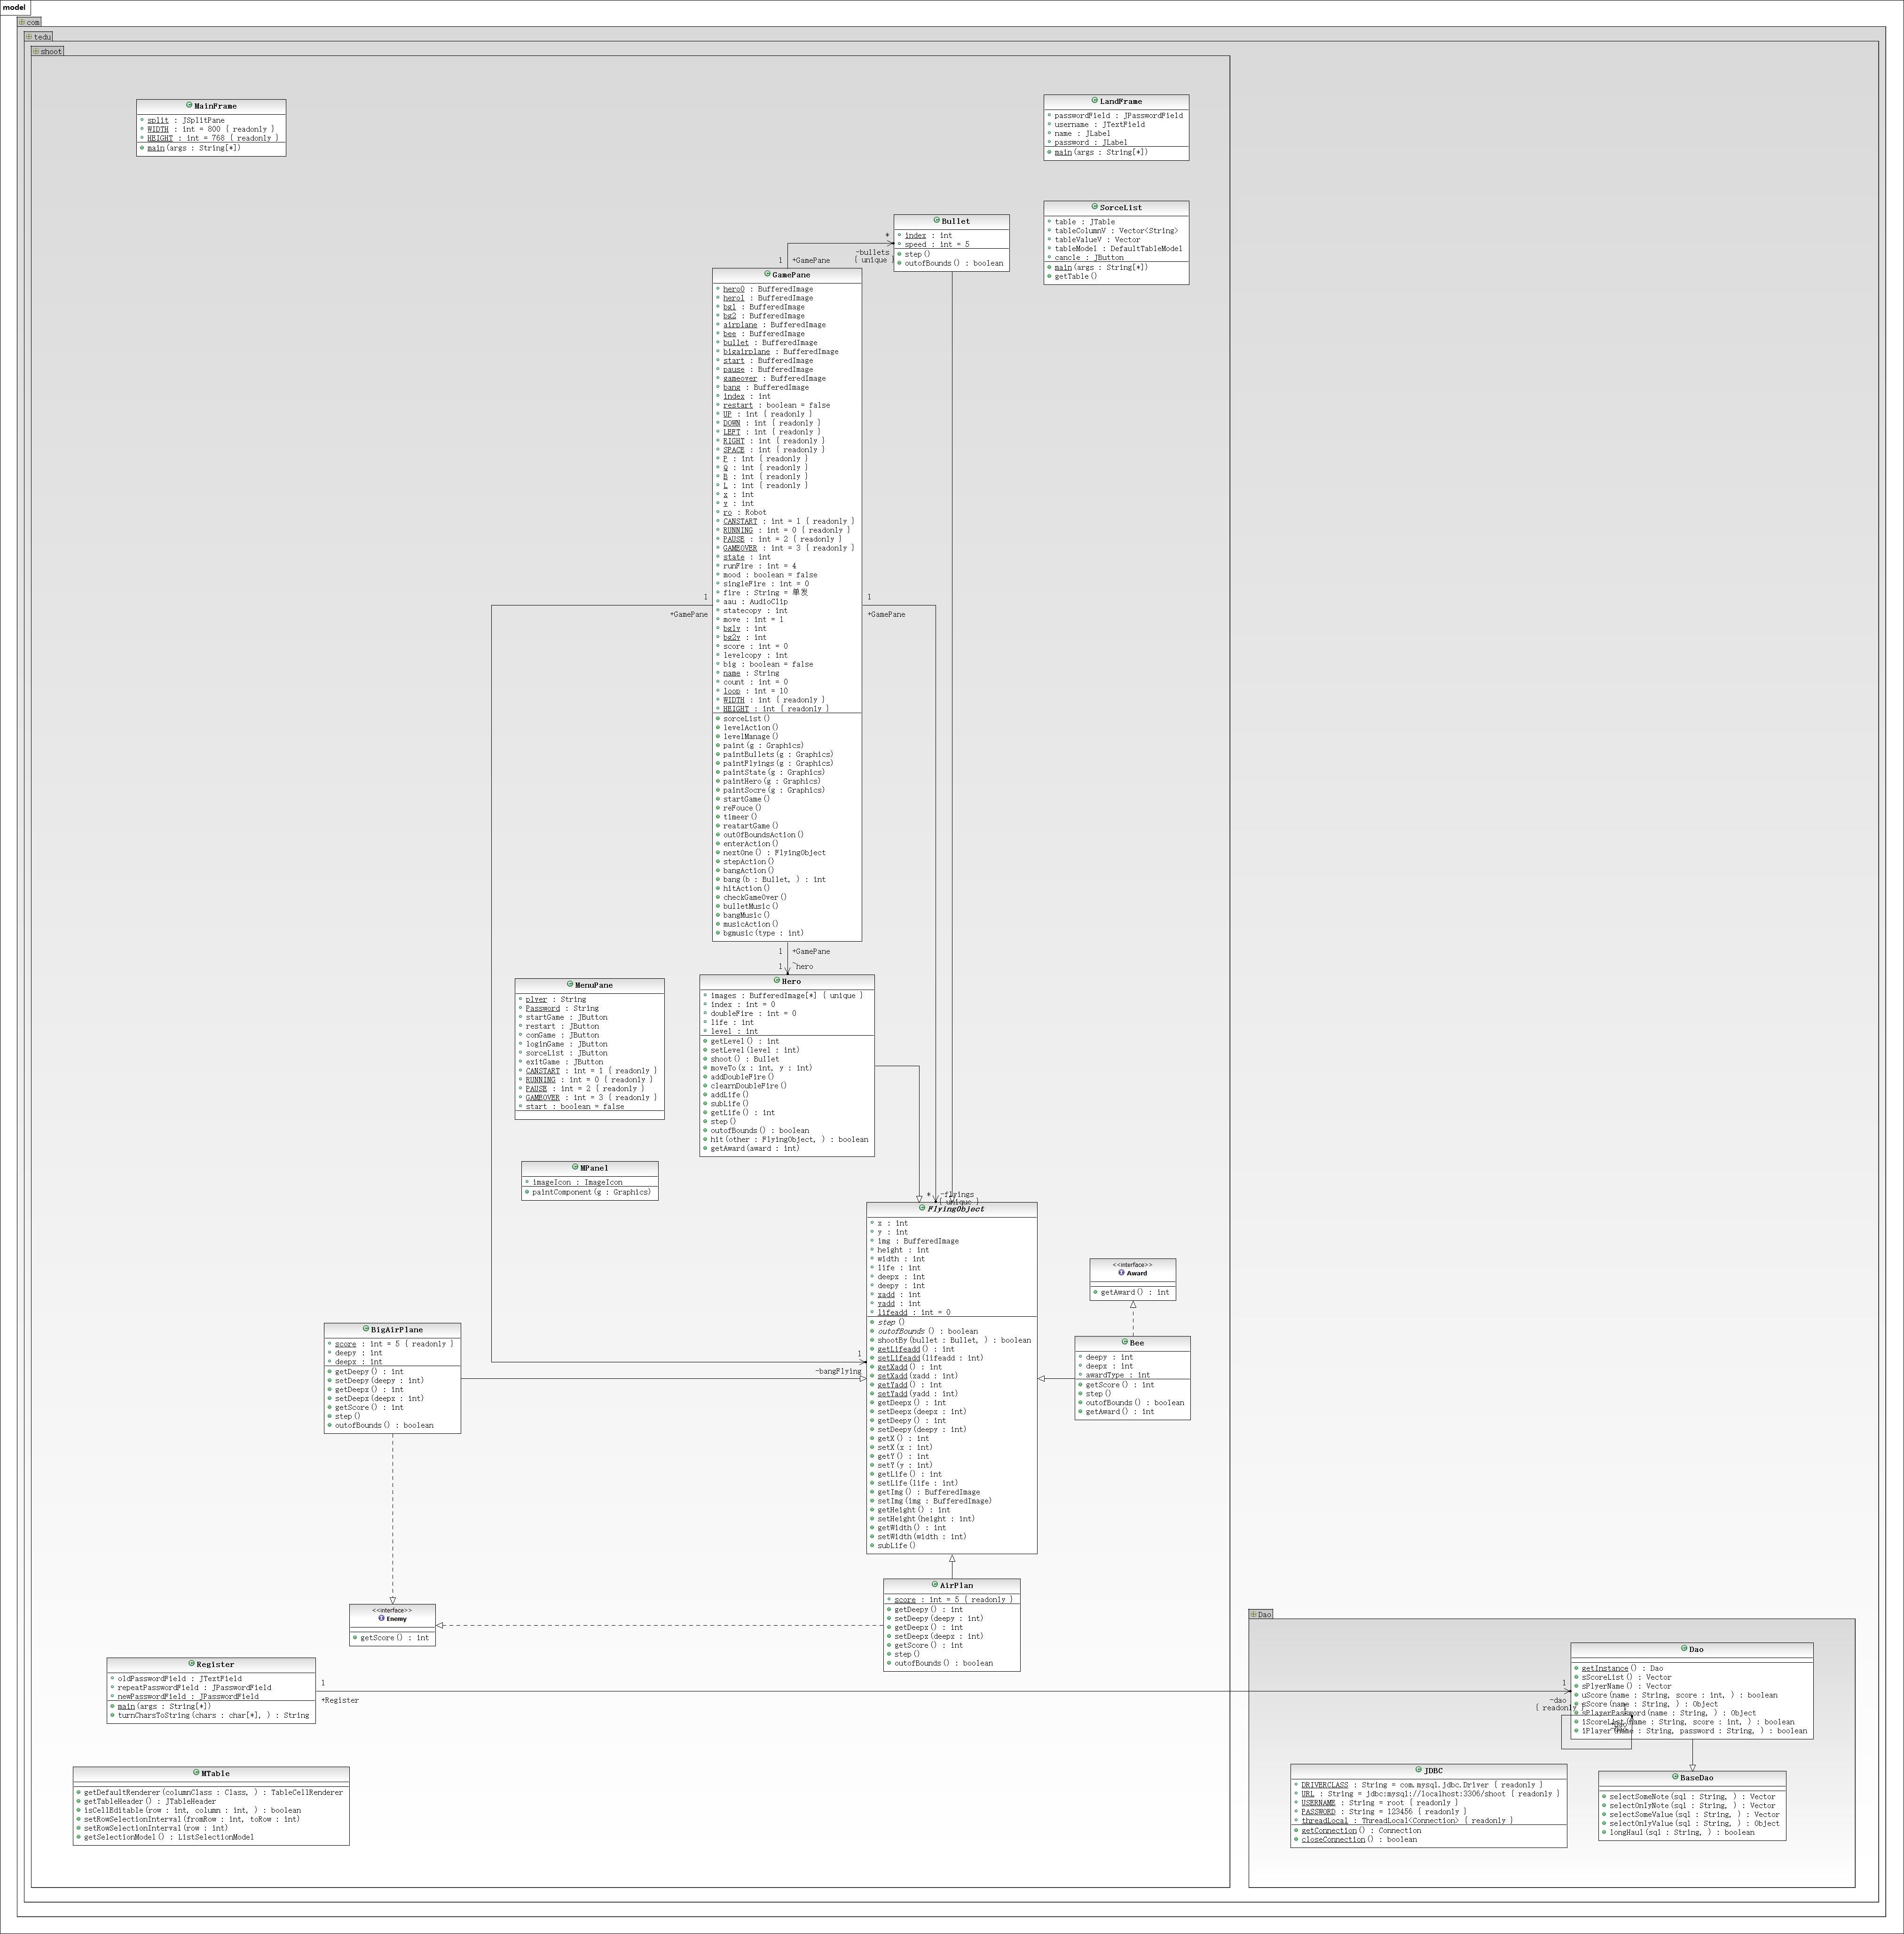 model
com
tedu
shoot
MainFrame
split : JSplitPane
WIDTH : int = 800 { readonly }
HEIGHT : int = 768 { readonly }
main(args : String[*])
LandFrame
passwordField : JPasswordField
username : JTextField
name : JLabel
password : JLabel
main(args : String[*])
SorceList
table : JTable
tableColumnV : Vector<String>
tableValueV : Vector
tableModel : DefaultTableModel
cancle : JButton
main(args : String[*])
getTable()
Bullet
index : int
speed : int = 5
step()
outofBounds() : boolean
*
-bullets
{ unique }
1
+GamePane
GamePane
hero0 : BufferedImage
hero1 : BufferedImage
bg1 : BufferedImage
bg2 : BufferedImage
airplane : BufferedImage
bee : BufferedImage
bullet : BufferedImage
bigairplane : BufferedImage
start : BufferedImage
pause : BufferedImage
gameover : BufferedImage
bang : BufferedImage
index : int
restart : boolean = false
UP : int { readonly }
DOWN : int { readonly }
LEFT : int { readonly }
RIGHT : int { readonly }
SPACE : int { readonly }
P : int { readonly }
Q : int { readonly }
B : int { readonly }
L : int { readonly }
x : int
y : int
ro : Robot
CANSTART : int = 1 { readonly }
RUNNING : int = 0 { readonly }
PAUSE : int = 2 { readonly }
GAMEOVER : int = 3 { readonly }
state : int
runFire : int = 4
mood : boolean = false
singleFire : int = 0
fire : String = 单发
aau : AudioClip
statecopy : int
move : int = 1
bg1y : int
bg2y : int
score : int = 0
levelcopy : int
big : boolean = false
name : String
count : int = 0
loop : int = 10
WIDTH : int { readonly }
HEIGHT : int { readonly }
sorceList()
levelAction()
levelManage()
paint(g : Graphics)
paintBullets(g : Graphics)
paintFlyings(g : Graphics)
paintState(g : Graphics)
paintHero(g : Graphics)
paintSocre(g : Graphics)
startGame()
reFouce()
timeer()
reatartGame()
outOfBoundsAction()
enterAction()
nextOne() : FlyingObject
stepAction()
bangAction()
bang(b : Bullet, ) : int
hitAction()
checkGameOver()
bulletMusic()
bangMusic()
musicAction()
bgmusic(type : int)
1
+GamePane
1
+GamePane
1
+GamePane
1
~hero
MenuPane
plyer : String
Password : String
startGame : JButton
restart : JButton
conGame : JButton
loginGame : JButton
sorceList : JButton
exitGame : JButton
CANSTART : int = 1 { readonly }
RUNNING : int = 0 { readonly }
PAUSE : int = 2 { readonly }
GAMEOVER : int = 3 { readonly }
start : boolean = false
Hero
images : BufferedImage[*] { unique }
index : int = 0
doubleFire : int = 0
life : int
level : int
getLevel() : int
setLevel(level : int)
shoot() : Bullet
moveTo(x : int, y : int)
addDoubleFire()
clearnDoubleFire()
addLife()
subLife()
getLife() : int
step()
outofBounds() : boolean
hit(other : FlyingObject, ) : boolean
getAward(award : int)
MPanel
imageIcon : ImageIcon
paintComponent(g : Graphics)
*
-flyings
{ unique }
FlyingObject
x : int
y : int
img : BufferedImage
height : int
width : int
life : int
deepx : int
deepy : int
xadd : int
yadd : int
lifeadd : int = 0
step()
outofBounds() : boolean
shootBy(bullet : Bullet, ) : boolean
getLifeadd() : int
setLifeadd(lifeadd : int)
getXadd() : int
setXadd(xadd : int)
getYadd() : int
setYadd(yadd : int)
getDeepx() : int
setDeepx(deepx : int)
getDeepy() : int
setDeepy(deepy : int)
getX() : int
setX(x : int)
getY() : int
setY(y : int)
getLife() : int
setLife(life : int)
getImg() : BufferedImage
setImg(img : BufferedImage)
getHeight() : int
setHeight(height : int)
getWidth() : int
setWidth(width : int)
subLife()
1
-bangFlying
<<interface>>
Award
getAward() : int
Bee
deepy : int
deepx : int
awardType : int
getScore() : int
step()
outofBounds() : boolean
getAward() : int
BigAirPlane
score : int = 5 { readonly }
deepy : int
deepx : int
getDeepy() : int
setDeepy(deepy : int)
getDeepx() : int
setDeepx(deepx : int)
getScore() : int
step()
outofBounds() : boolean
<<interface>>
Enemy
getScore() : int
AirPlan
score : int = 5 { readonly }
getDeepy() : int
setDeepy(deepy : int)
getDeepx() : int
setDeepx(deepx : int)
getScore() : int
step()
outofBounds() : boolean
Register
oldPasswordField : JTextField
repeatPasswordField : JPasswordField
newPasswordField : JPasswordField
main(args : String[*])
turnCharsToString(chars : char[*], ) : String
1
+Register
MTable
getDefaultRenderer(columnClass : Class, ) : TableCellRenderer
getTableHeader() : JTableHeader
isCellEditable(row : int, column : int, ) : boolean
setRowSelectionInterval(fromRow : int, toRow : int)
setRowSelectionInterval(row : int)
getSelectionModel() : ListSelectionModel
Dao
Dao
getInstance() : Dao
sScoreList() : Vector
sPlyerName() : Vector
uScore(name : String, score : int, ) : boolean
sScore(name : String, ) : Object
sPlayerPassword(name : String, ) : Object
iScoreList(name : String, score : int, ) : boolean
iPlayer(name : String, password : String, ) : boolean
1
-dao
{ readonly
JDBC
DRIVERCLASS : String = com.mysql.jdbc.Driver { readonly }
URL : String = jdbc:mysql://localhost:3306/shoot { readonly }
USERNAME : String = root { readonly }
PASSWORD : String = 123456 { readonly }
threadLocal : ThreadLocal<Connection> { readonly }
getConnection() : Connection
closeConnection() : boolean
BaseDao
selectSomeNote(sql : String, ) : Vector
selectOnlyNote(sql : String, ) : Vector
selectSomeValue(sql : String, ) : Vector
selectOnlyValue(sql : String, ) : Object
longHaul(sql : String, ) : boolean